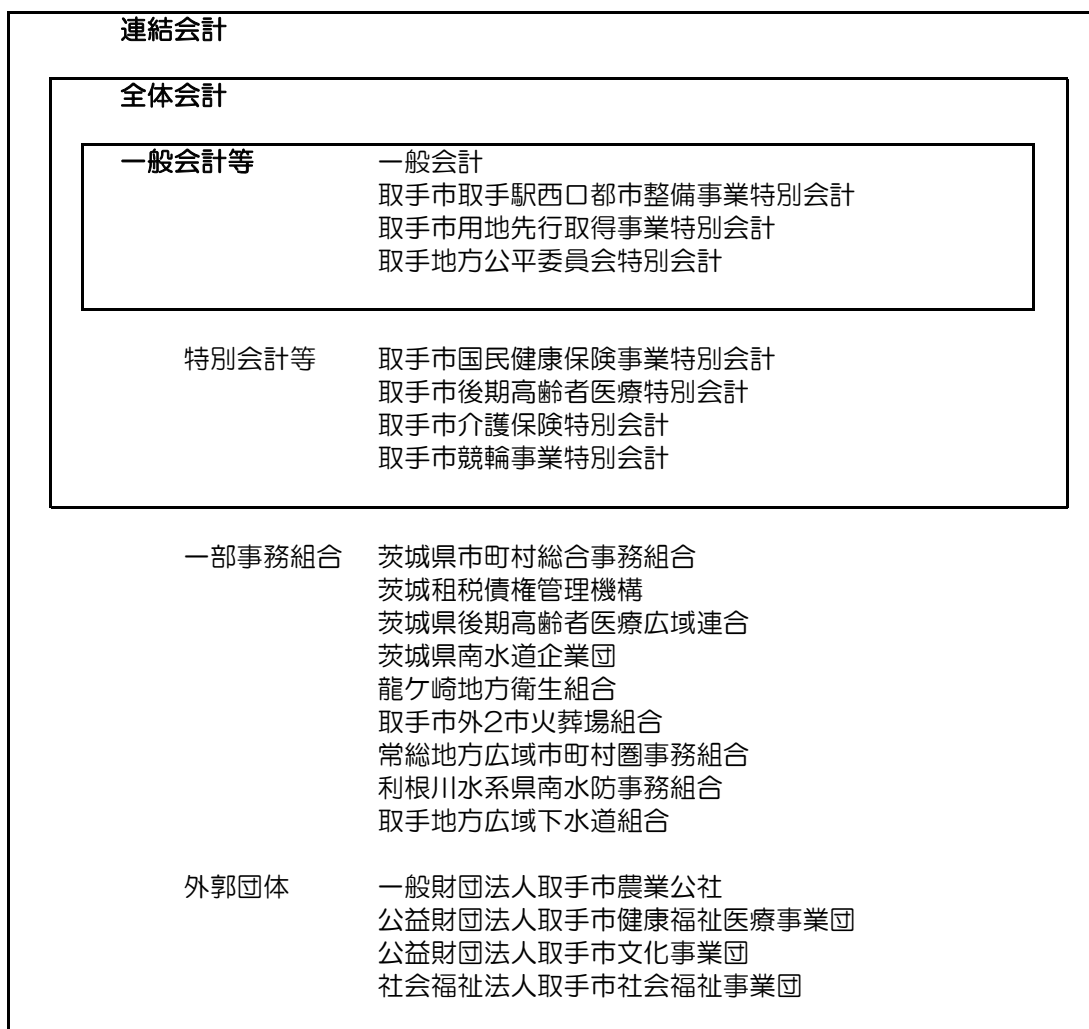 連結会計
全体会計
一般会計等 一般会計
取手市取手駅西口都市整備事業特別会計
取手市用地先行取得事業特別会計
取手地方公平委員会特別会計
特別会計等 取手市国民健康保険事業特別会計
取手市後期高齢者医療特別会計
取手市介護保険特別会計
取手市競輪事業特別会計
一部事務組合 茨城県市町村総合事務組合
茨城租税債権管理機構
茨城県後期高齢者医療広域連合
茨城県南水道企業団
龍ケ崎地方衛生組合
取手市外2市火葬場組合
常総地方広域市町村圏事務組合
利根川水系県南水防事務組合
取手地方広域下水道組合
外郭団体 一般財団法人取手市農業公社
公益財団法人取手市健康福祉医療事業団
公益財団法人取手市文化事業団
社会福祉法人取手市社会福祉事業団